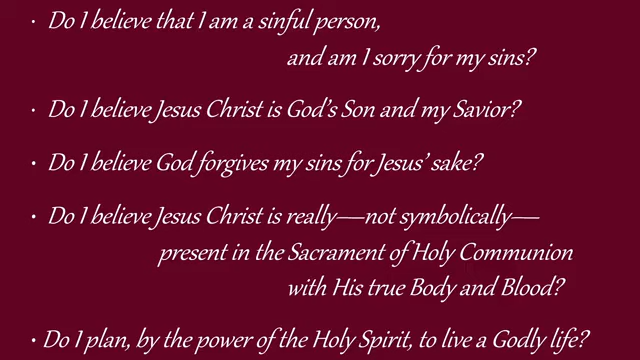 • Do I believe that I am a sinful person,
and am I sorry for my sins?
• Do I believe Jesus Christ is God's Son and my Savior?
• Do I believe God forgives my sins for Jesus' sake?
• Do I believe Jesus Christ is really—not symbolically—
present in the Sacrament of Holy Communion
with His true Body and Blood?
• Do I plan, by the power of the Holy Spirit, to live a Godly life?